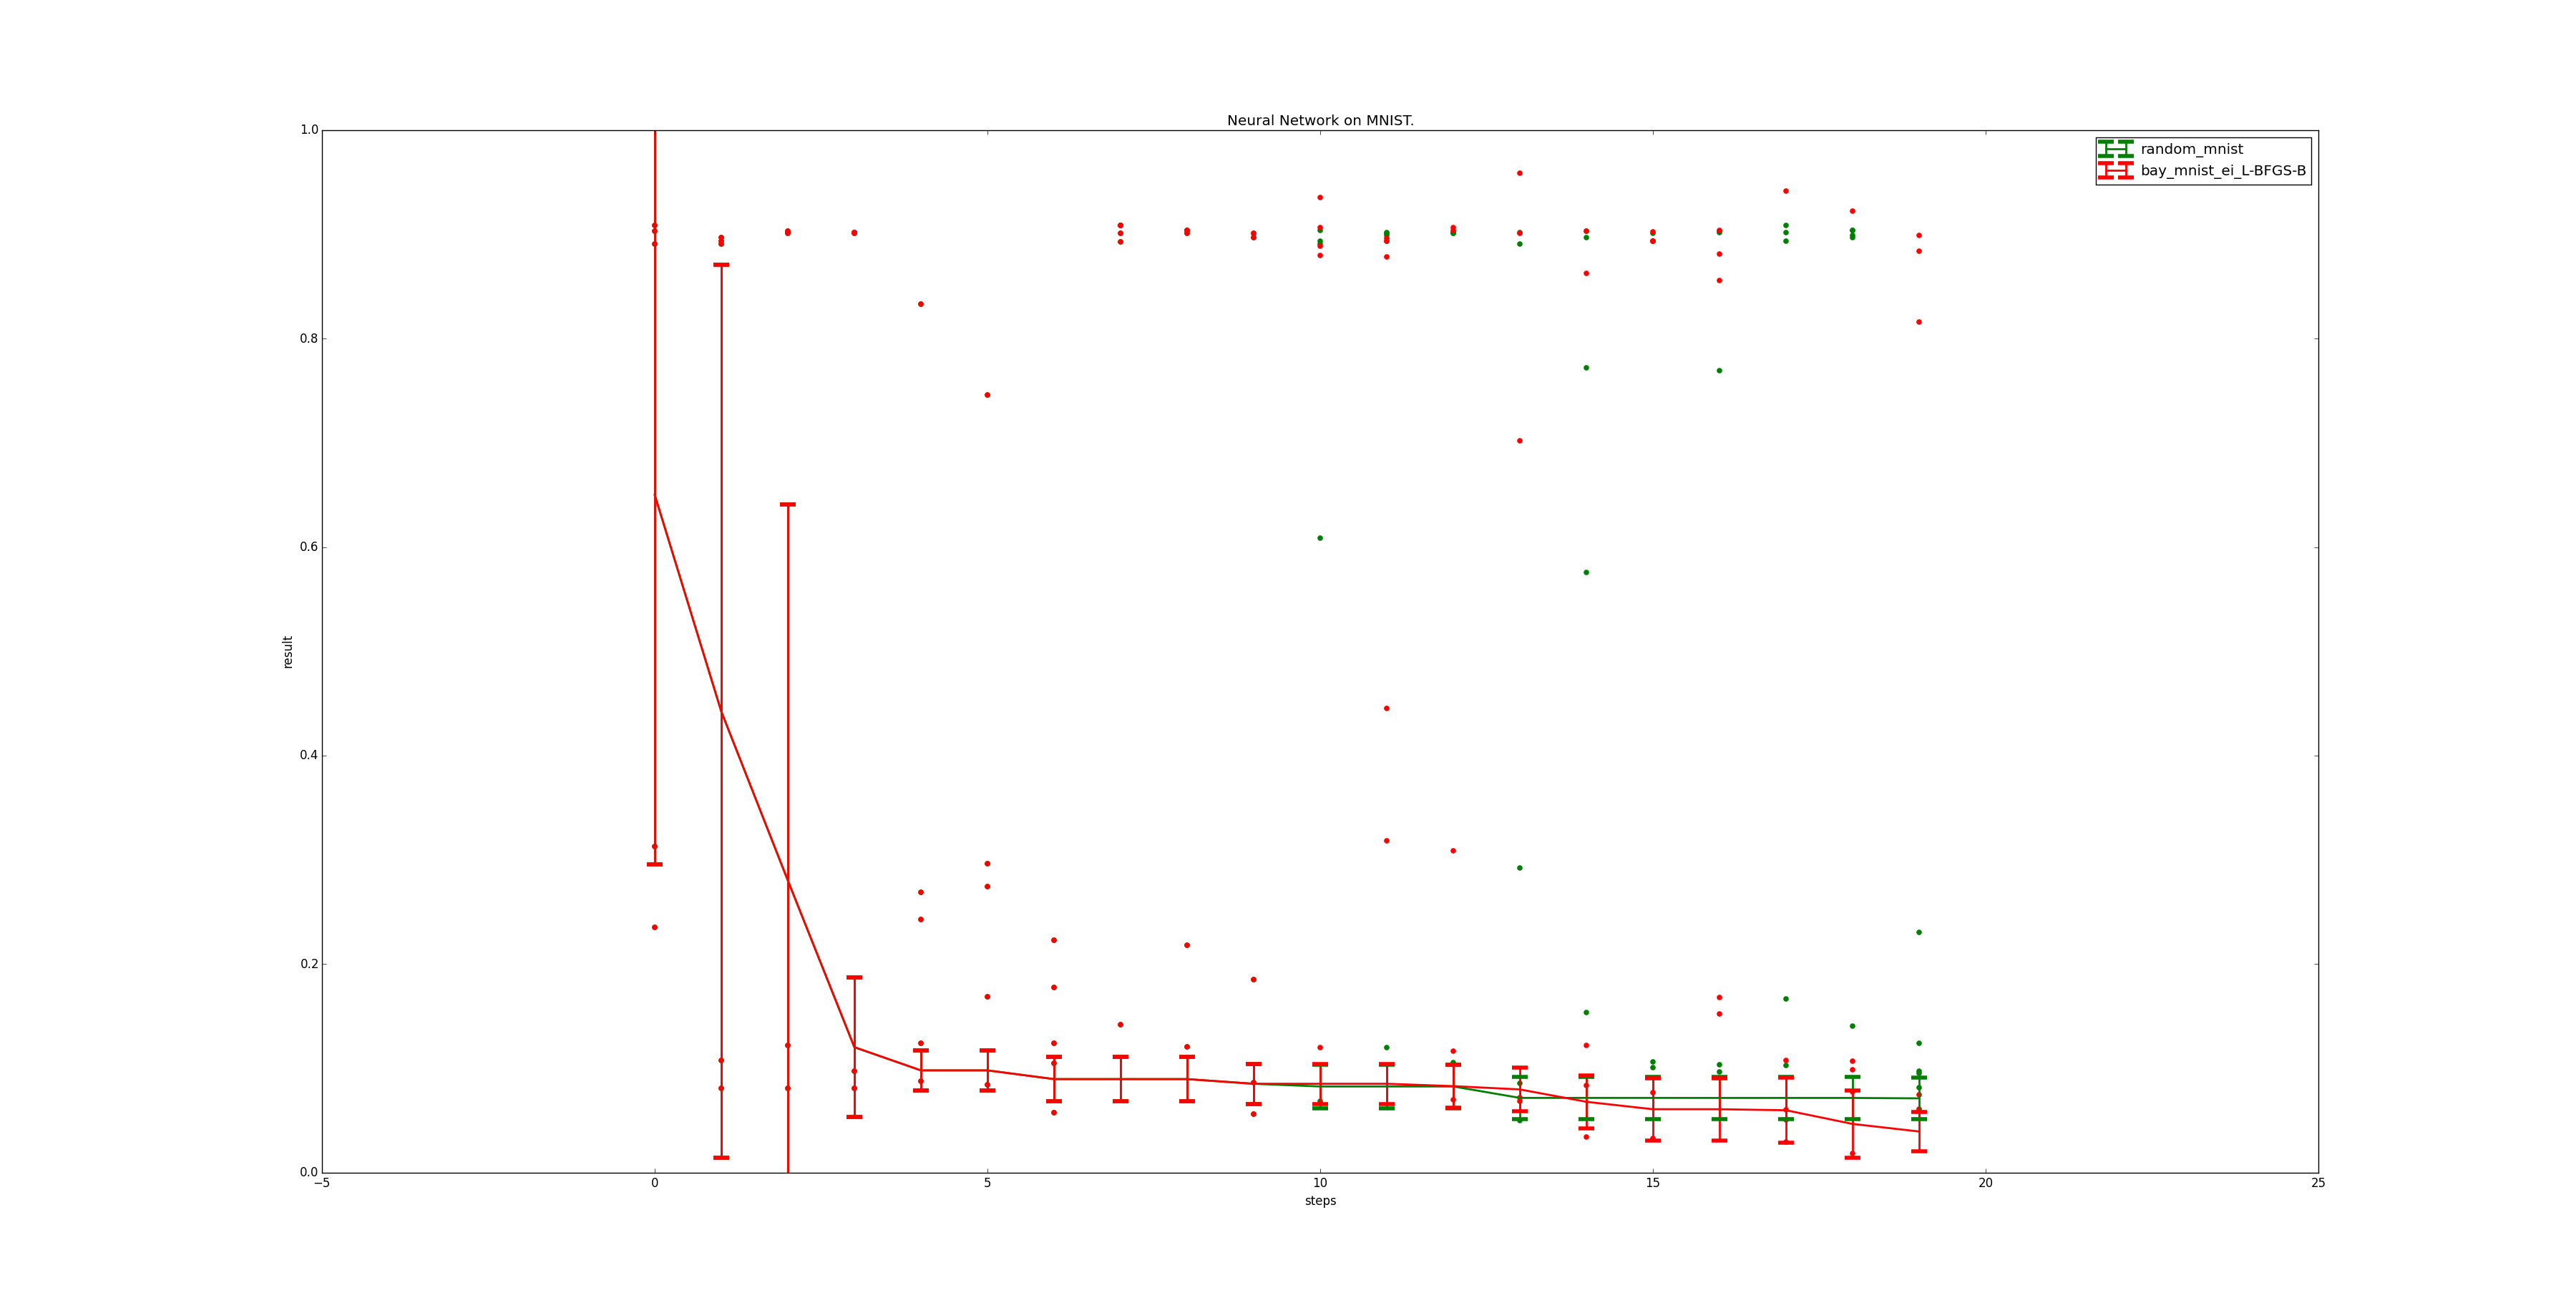 Neural Network on MNIST.
random_mnist
bay_mnist_ei_L-BFGS-B
result
1.0
0.8
0.6
0.4
0.2
0.0
−5
0
5
10
15
20
25
steps